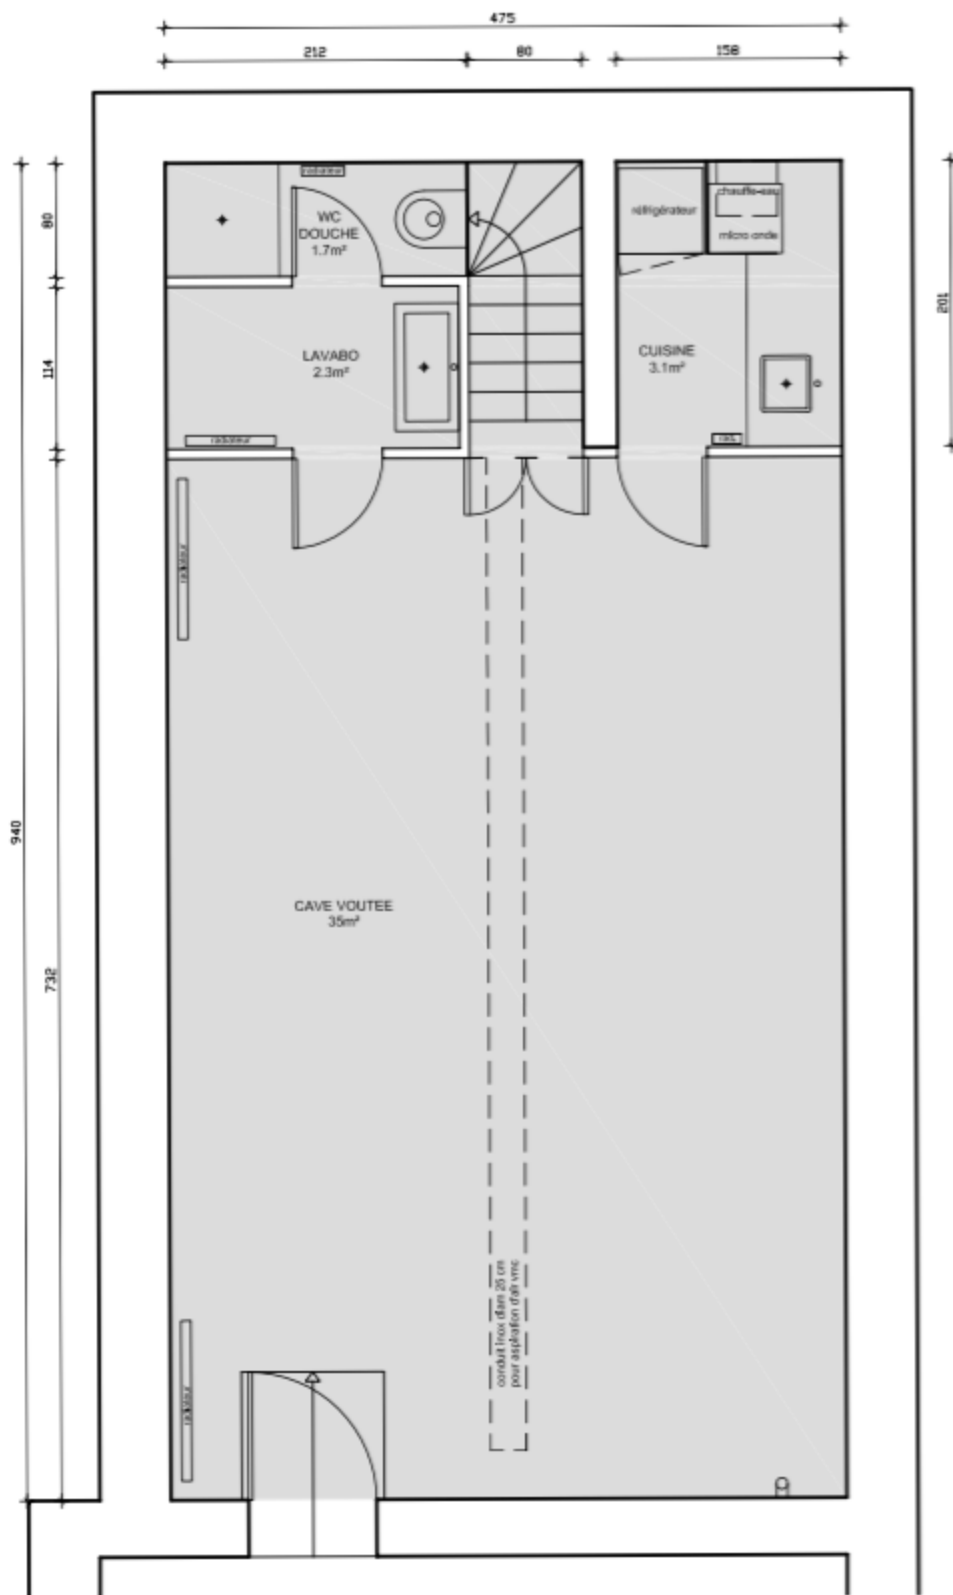 475
212
80
158
radiateur
WC
DOUCHE
1.7m²
80
réfrigérateur
chauffe-eau
micro onde
201
LAVABO
2.3m²
CUISINE
3.1m²
114
radiateur
rad.
radiateur
940
CAVE VOUTEE
35m²
732
conduit inox diam 25 cm
pour aspiration d'air vmc
radiateur